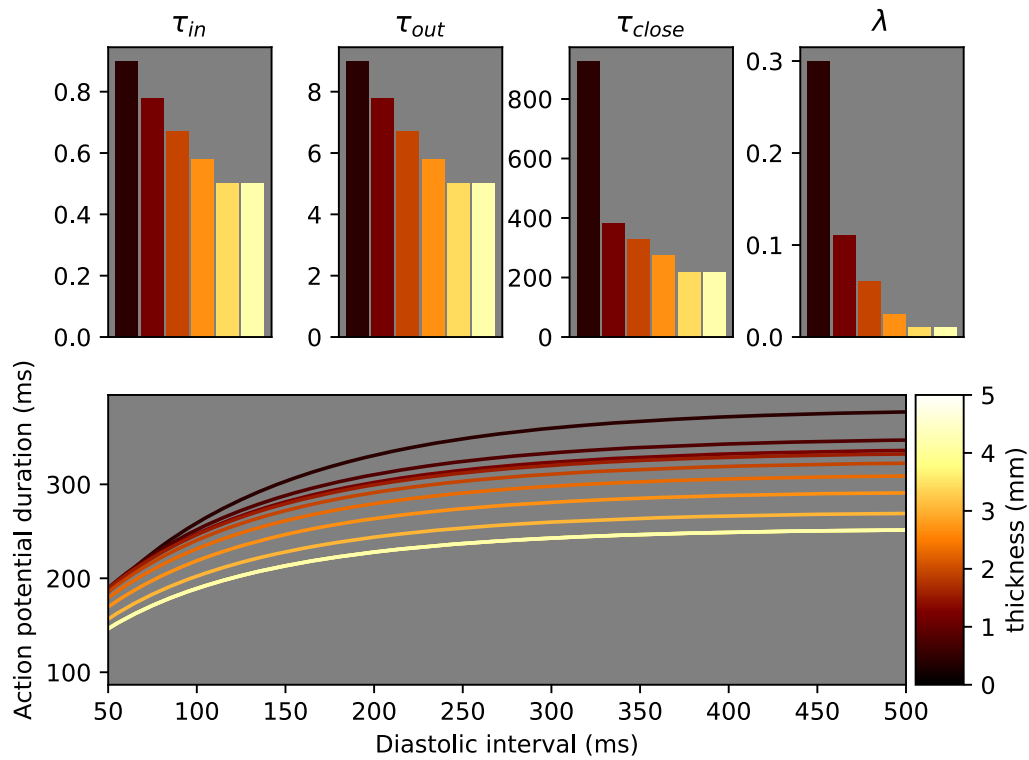 τ_in τ_out τ_close λ
0.8 0.6 0.4 0.2 0.0
8 6 4 2 0
800 600 400 200 0
0.3 0.2 0.1 0.0
Action potential duration (ms)
300 200 100
50 100 150 200 250 300 350 400 450 500
Diastolic interval (ms)
5 4 3 2 1 0
thickness (mm)